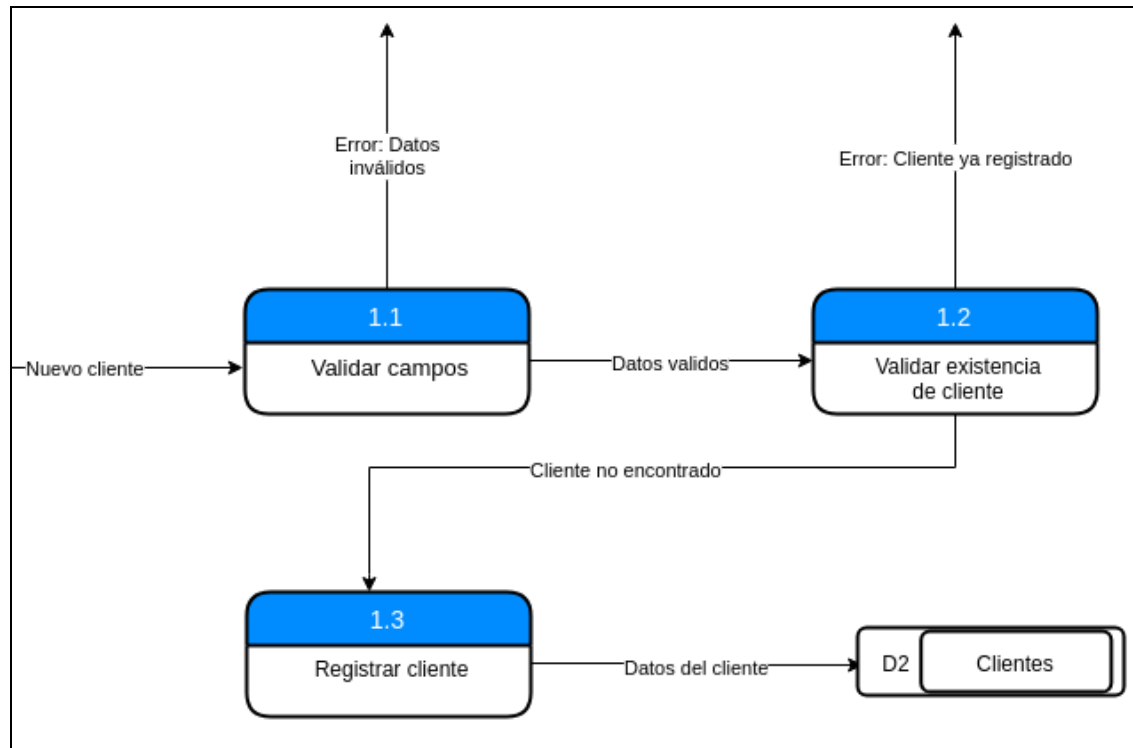 Error: Datos
inválidos
Error: Cliente ya registrado
1.1
Validar campos
1.2
Validar existencia
de cliente
Nuevo cliente
Datos validos
Cliente no encontrado
1.3
Registrar cliente
Datos del cliente
D2
Clientes